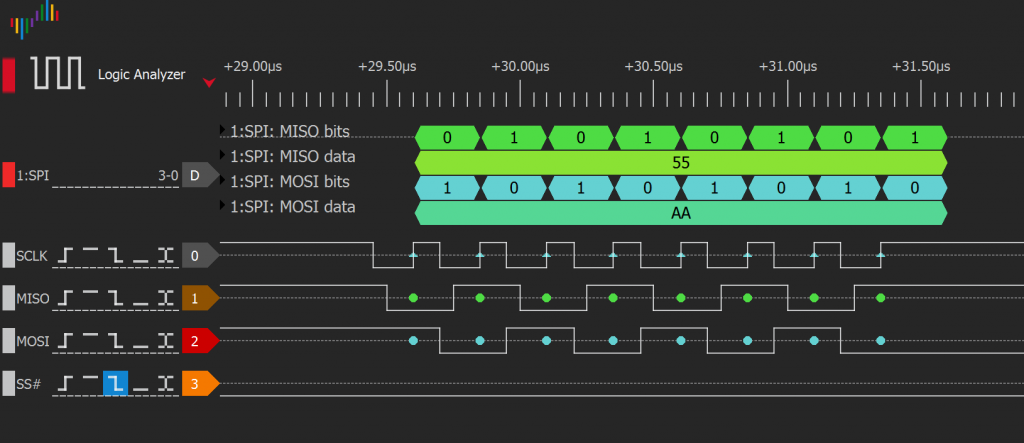 +29.00µs +29.50µs +30.00µs +30.50µs +31.00µs +31.50µs
Logic Analyzer
1:SPI: MISO bits 0 1 0 1 0 1 0 1
1:SPI: MISO data 55
1:SPI 3-0 D
1:SPI: MOSI bits 1 0 1 0 1 0 1 0
1:SPI: MOSI data AA
SCLK 0
MISO 1
MOSI 2
SS# 3